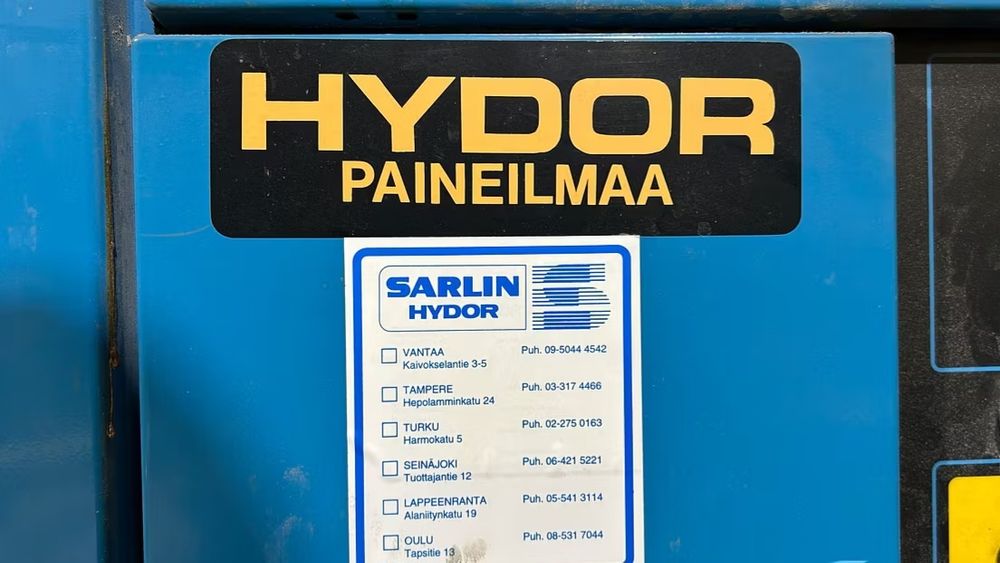 HYDOR
PAINEILMAA
SARLIN
HYDOR
VANTAA Puh. 09-5044 4542
Kaivokselantie 3-5
TAMPERE Puh. 03-317 4466
Hepolamminkatu 24
TURKU Puh. 02-275 0163
Harmokatu 5
SEINÄJOKI Puh. 06-421 5221
Tuottajantie 12
LAPPEENRANTA Puh. 05-541 3114
Alaniitynkatu 19
OULU Puh. 08-531 7044
Tapsitie 13